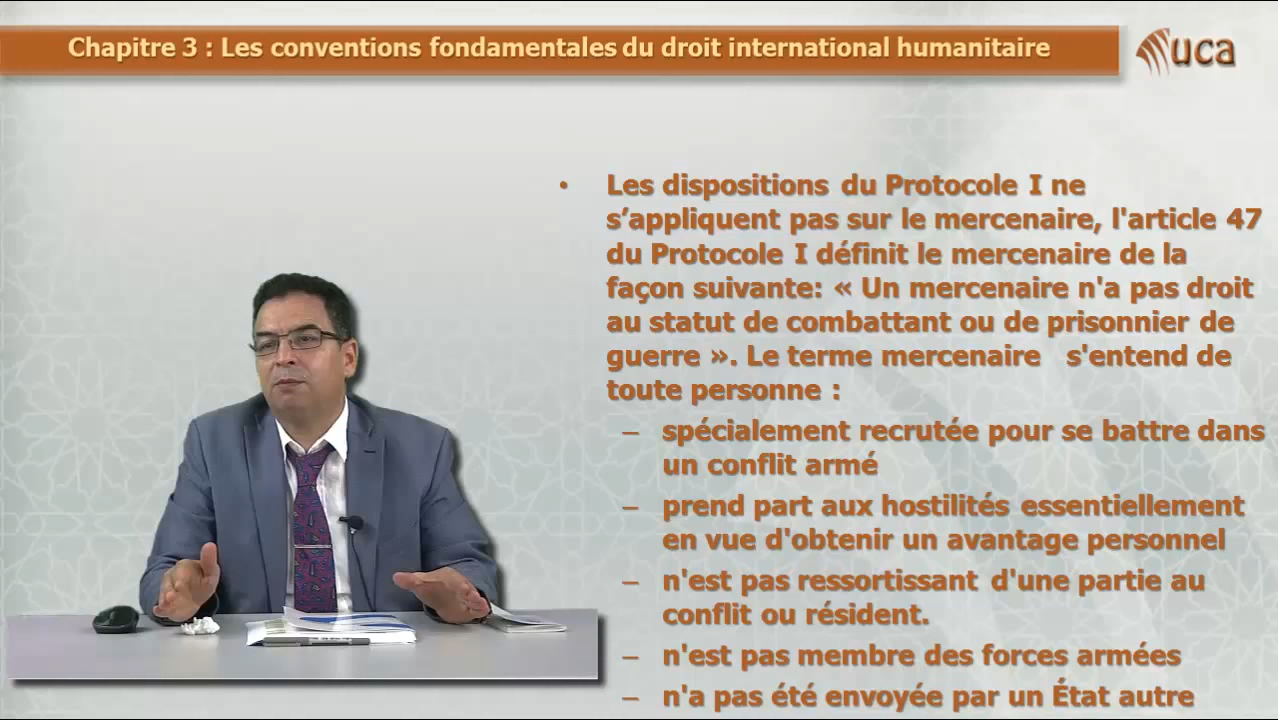 Chapitre 3 : Les conventions fondamentales du droit international humanitaire
uca
• Les dispositions du Protocole I ne
s’appliquent pas sur le mercenaire, l'article 47
du Protocole I définit le mercenaire de la
façon suivante: « Un mercenaire n'a pas droit
au statut de combattant ou de prisonnier de
guerre ». Le terme mercenaire s'entend de
toute personne :
– spécialement recrutée pour se battre dans
un conflit armé
– prend part aux hostilités essentiellement
en vue d'obtenir un avantage personnel
– n'est pas ressortissant d'une partie au
conflit ou résident.
– n'est pas membre des forces armées
– n'a pas été envoyée par un État autre